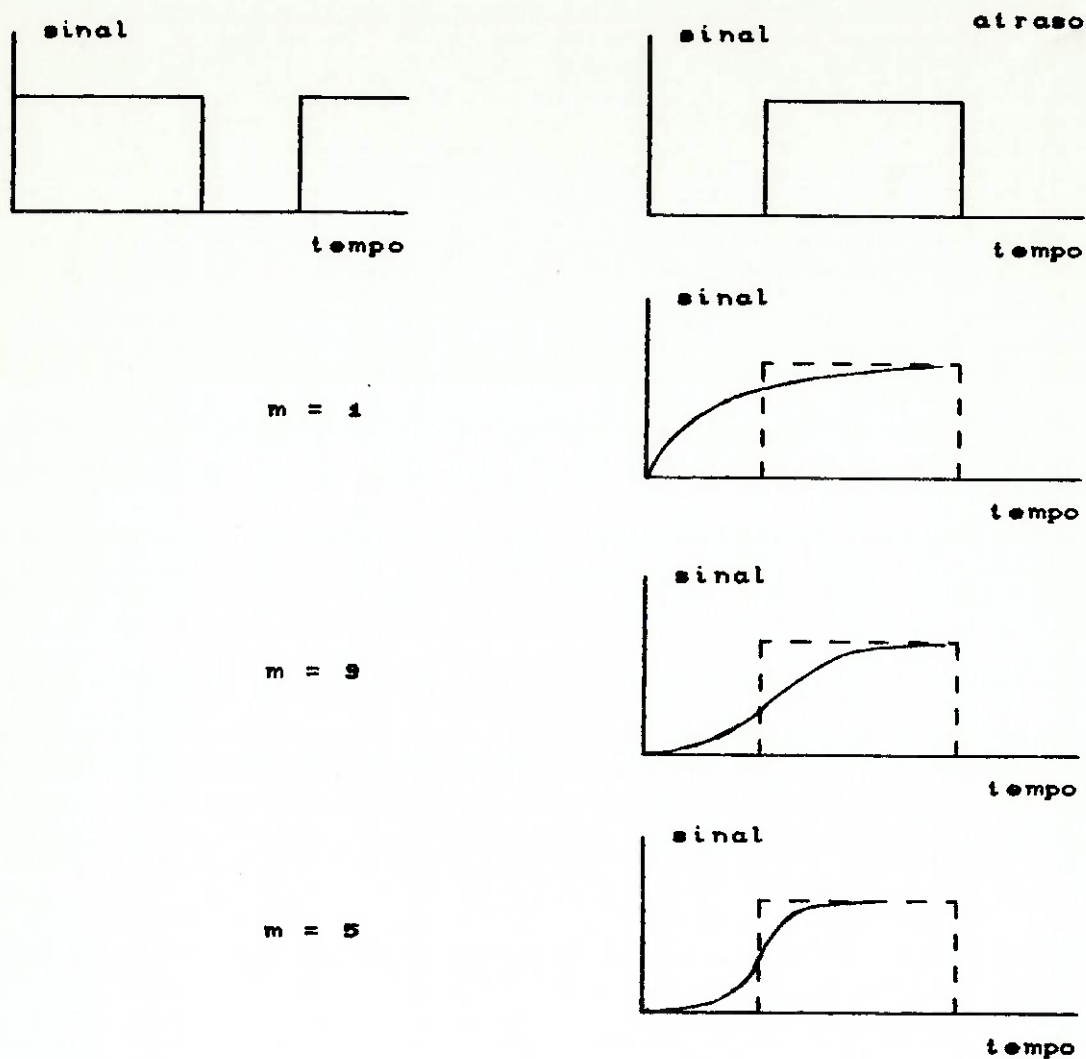 sinal
sinal
atraso
tempo
tempo
sinal
m = 1
tempo
sinal
m = 3
tempo
sinal
m = 5
tempo